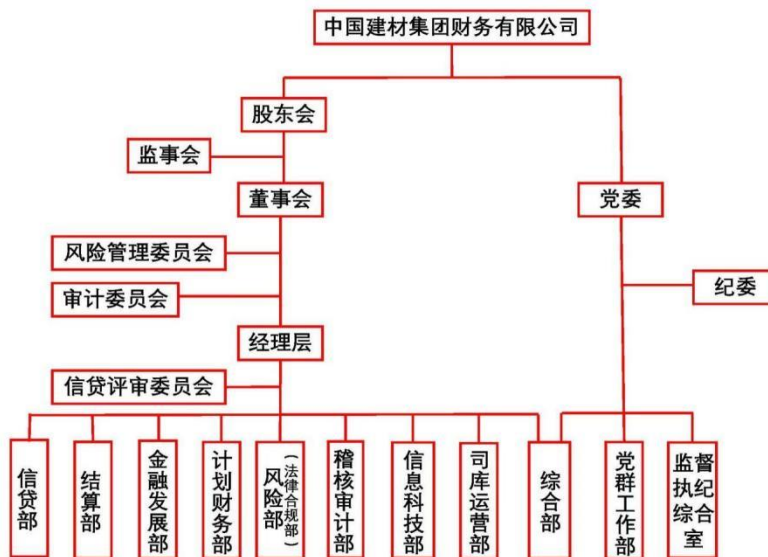 中国建材集团财务有限公司
股东会
监事会
董事会
党委
风险管理委员会
审计委员会
纪委
经理层
信贷评审委员会
信贷部
结算部
金融发展部
计划财务部
风险部
（法律合规部）
稽核审计部
信息科技部
司库运营部
综合部
党群工作部
监督执纪综合室